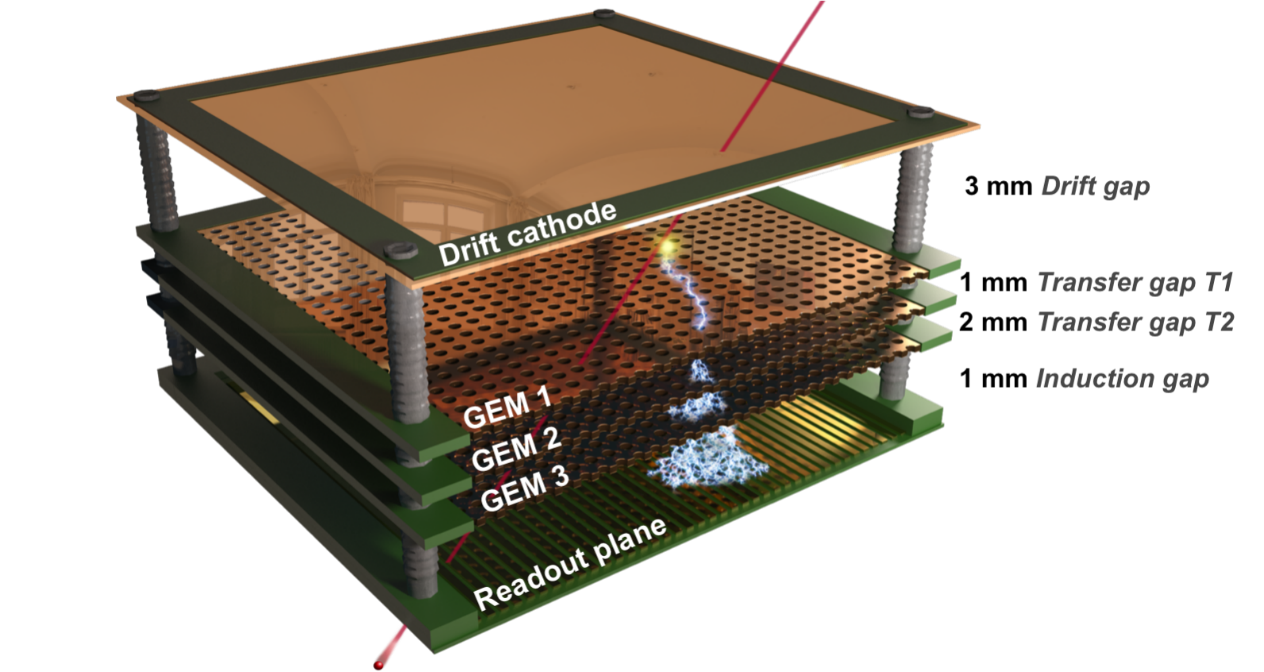 Drift cathode
3 mm Drift gap
1 mm Transfer gap T1
2 mm Transfer gap T2
1 mm Induction gap
GEM 1
GEM 2
GEM 3
Readout plane